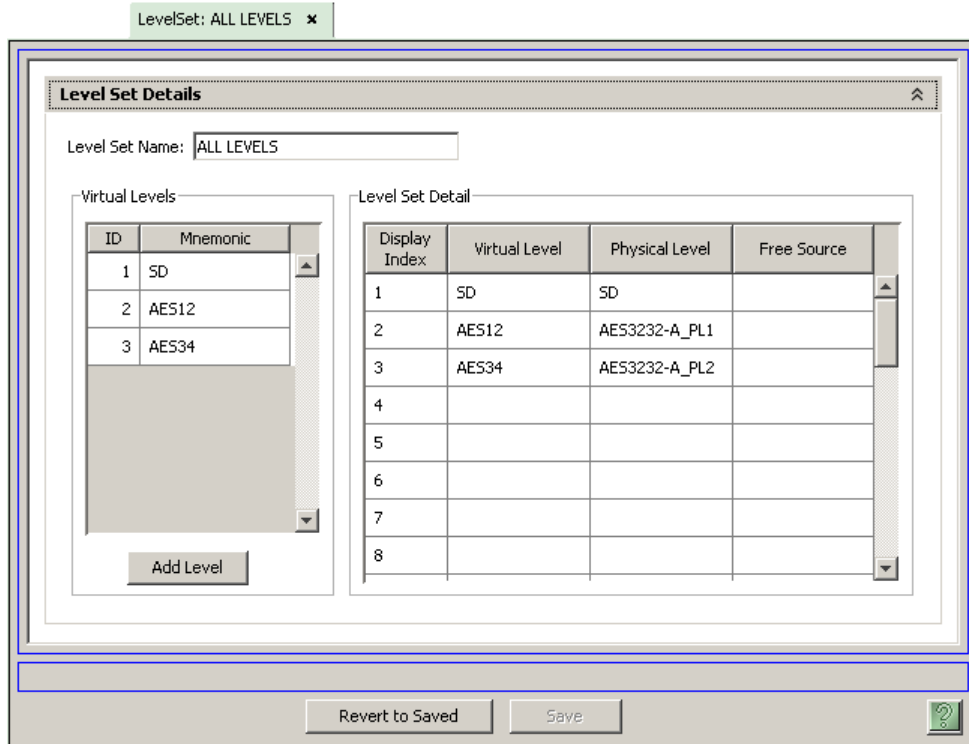 LevelSet: ALL LEVELS ×
Level Set Details
Level Set Name: ALL LEVELS
Virtual Levels
ID Mnemonic
1 SD
2 AES12
3 AES34
Add Level
Level Set Detail
Display Index Virtual Level Physical Level Free Source
1 SD SD
2 AES12 AES3232-A_PL1
3 AES34 AES3232-A_PL2
4
5
6
7
8
Revert to Saved Save ?